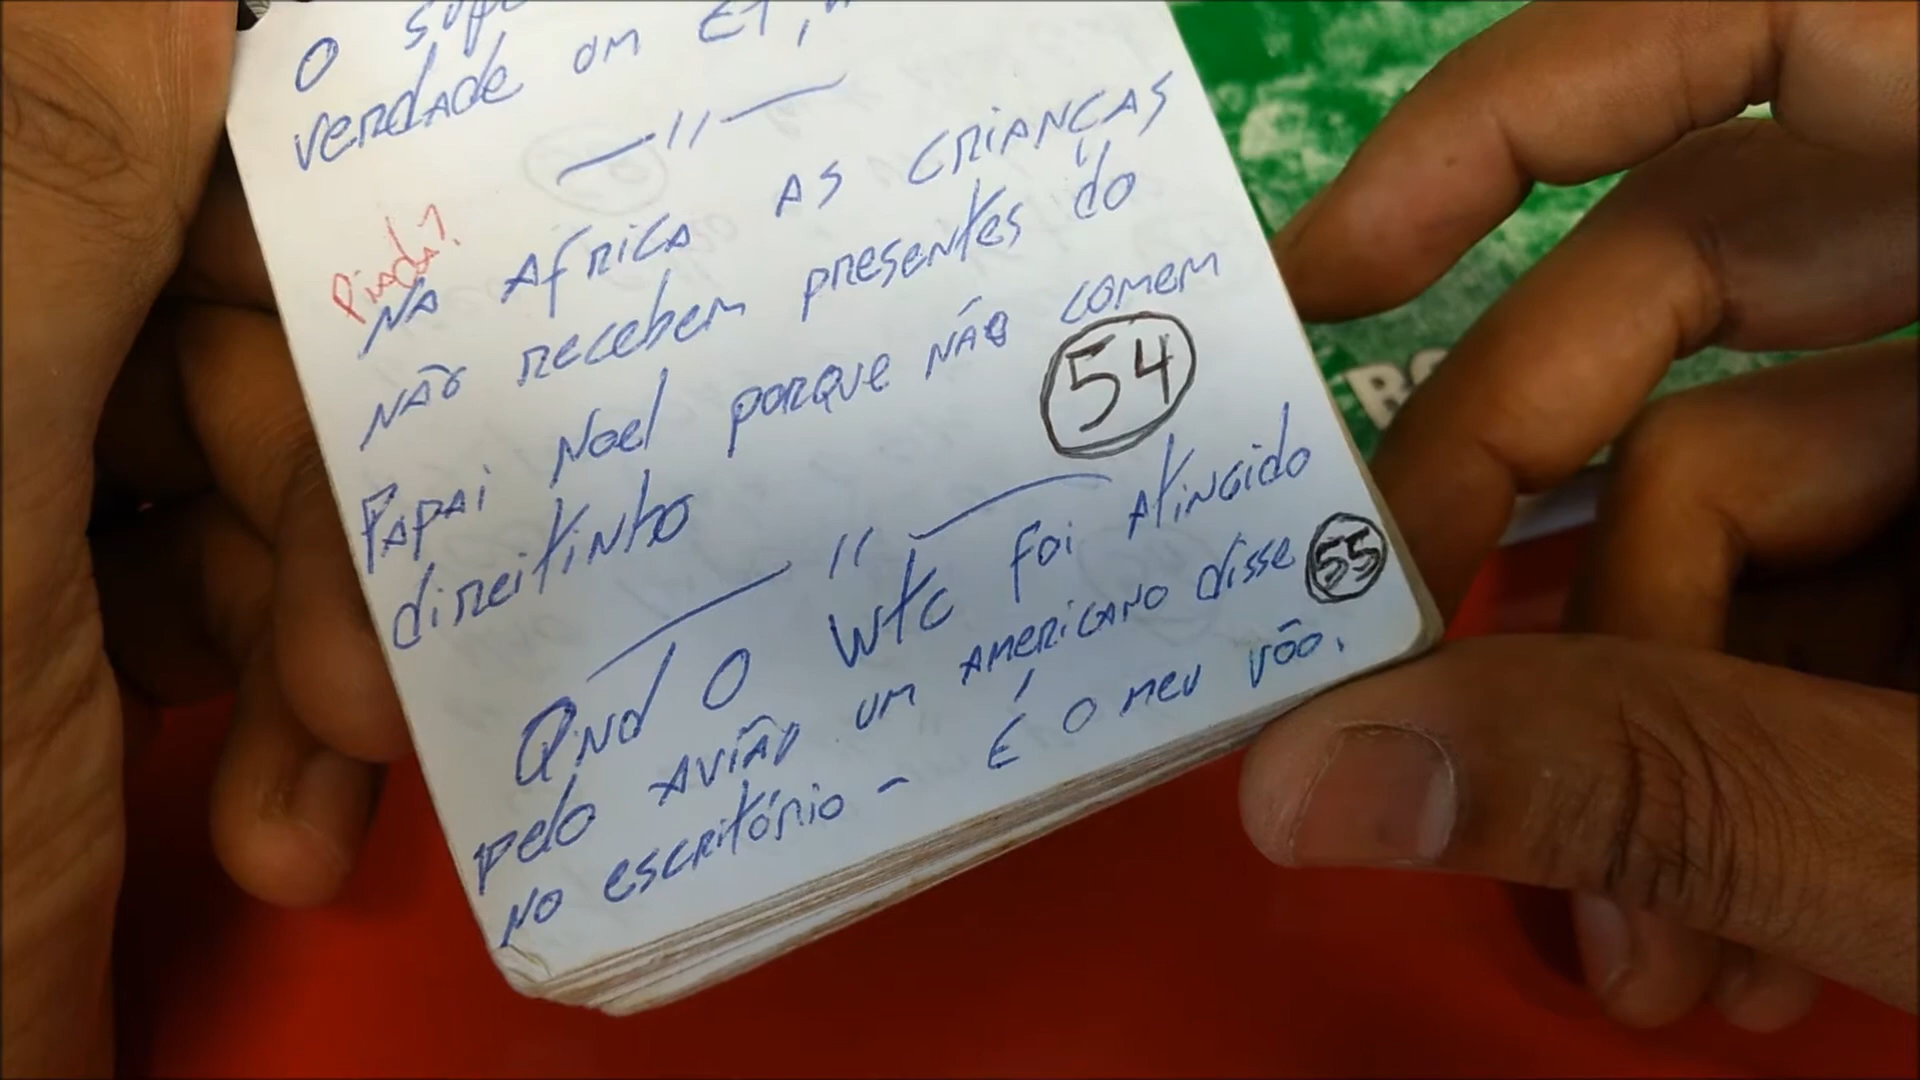 O
verdade um ET,
— " —
Piada?
NA AfRiCA AS CRIANÇAS
NÃO recebem presentes do
PAPAi Noel porque NÃO comem
54
direitinho
— " —
Qnd O WtC foi Atingido
pelo AviÃo um AmericANO disse
55
NO escritório - É O meu vôo.